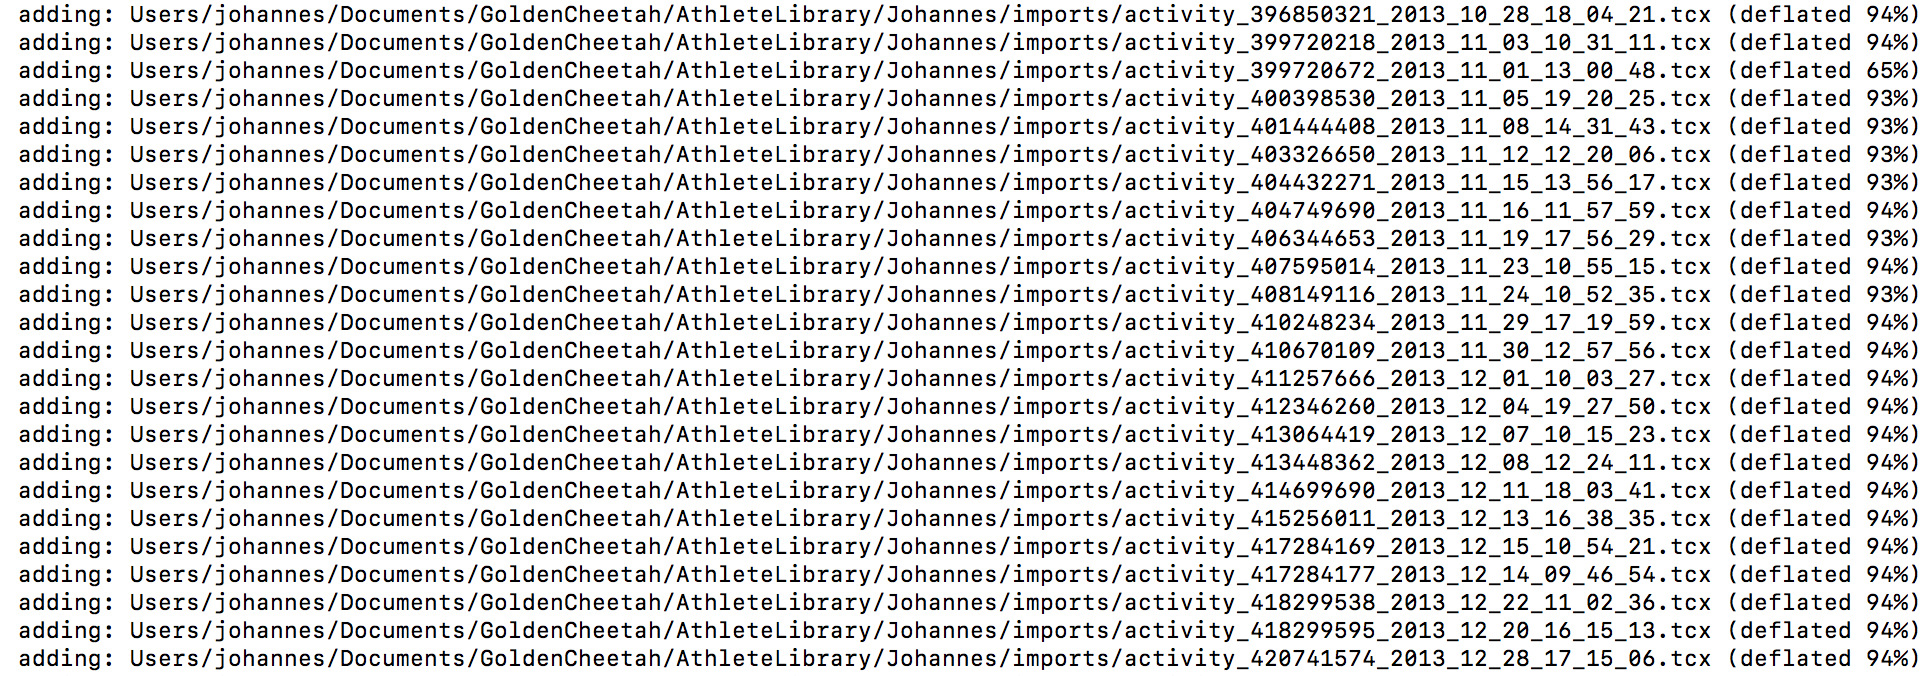 adding: Users/johannes/Documents/GoldenCheetah/AthleteLibrary/Johannes/imports/activity_396850321_2013_10_28_18_04_21.tcx (deflated 94%)
adding: Users/johannes/Documents/GoldenCheetah/AthleteLibrary/Johannes/imports/activity_399720218_2013_11_03_10_31_11.tcx (deflated 94%)
adding: Users/johannes/Documents/GoldenCheetah/AthleteLibrary/Johannes/imports/activity_399720672_2013_11_01_13_00_48.tcx (deflated 65%)
adding: Users/johannes/Documents/GoldenCheetah/AthleteLibrary/Johannes/imports/activity_400398530_2013_11_05_19_20_25.tcx (deflated 93%)
adding: Users/johannes/Documents/GoldenCheetah/AthleteLibrary/Johannes/imports/activity_401444408_2013_11_08_14_31_43.tcx (deflated 93%)
adding: Users/johannes/Documents/GoldenCheetah/AthleteLibrary/Johannes/imports/activity_403326650_2013_11_12_12_20_06.tcx (deflated 93%)
adding: Users/johannes/Documents/GoldenCheetah/AthleteLibrary/Johannes/imports/activity_404432271_2013_11_15_13_56_17.tcx (deflated 93%)
adding: Users/johannes/Documents/GoldenCheetah/AthleteLibrary/Johannes/imports/activity_404749690_2013_11_16_11_57_59.tcx (deflated 94%)
adding: Users/johannes/Documents/GoldenCheetah/AthleteLibrary/Johannes/imports/activity_406344653_2013_11_19_17_56_29.tcx (deflated 93%)
adding: Users/johannes/Documents/GoldenCheetah/AthleteLibrary/Johannes/imports/activity_407595014_2013_11_23_10_55_15.tcx (deflated 94%)
adding: Users/johannes/Documents/GoldenCheetah/AthleteLibrary/Johannes/imports/activity_408149116_2013_11_24_10_52_35.tcx (deflated 93%)
adding: Users/johannes/Documents/GoldenCheetah/AthleteLibrary/Johannes/imports/activity_410248234_2013_11_29_17_19_59.tcx (deflated 94%)
adding: Users/johannes/Documents/GoldenCheetah/AthleteLibrary/Johannes/imports/activity_410670109_2013_11_30_12_57_56.tcx (deflated 94%)
adding: Users/johannes/Documents/GoldenCheetah/AthleteLibrary/Johannes/imports/activity_411257666_2013_12_01_10_03_27.tcx (deflated 94%)
adding: Users/johannes/Documents/GoldenCheetah/AthleteLibrary/Johannes/imports/activity_412346260_2013_12_04_19_27_50.tcx (deflated 94%)
adding: Users/johannes/Documents/GoldenCheetah/AthleteLibrary/Johannes/imports/activity_413064419_2013_12_07_10_15_23.tcx (deflated 94%)
adding: Users/johannes/Documents/GoldenCheetah/AthleteLibrary/Johannes/imports/activity_413448362_2013_12_08_12_24_11.tcx (deflated 94%)
adding: Users/johannes/Documents/GoldenCheetah/AthleteLibrary/Johannes/imports/activity_414699690_2013_12_11_18_03_41.tcx (deflated 94%)
adding: Users/johannes/Documents/GoldenCheetah/AthleteLibrary/Johannes/imports/activity_415256011_2013_12_13_16_38_35.tcx (deflated 94%)
adding: Users/johannes/Documents/GoldenCheetah/AthleteLibrary/Johannes/imports/activity_417284169_2013_12_15_10_54_21.tcx (deflated 94%)
adding: Users/johannes/Documents/GoldenCheetah/AthleteLibrary/Johannes/imports/activity_417284177_2013_12_14_09_46_54.tcx (deflated 94%)
adding: Users/johannes/Documents/GoldenCheetah/AthleteLibrary/Johannes/imports/activity_418299538_2013_12_22_11_02_36.tcx (deflated 94%)
adding: Users/johannes/Documents/GoldenCheetah/AthleteLibrary/Johannes/imports/activity_418299595_2013_12_20_16_15_13.tcx (deflated 94%)
adding: Users/johannes/Documents/GoldenCheetah/AthleteLibrary/Johannes/imports/activity_420741574_2013_12_28_17_15_06.tcx (deflated 94%)